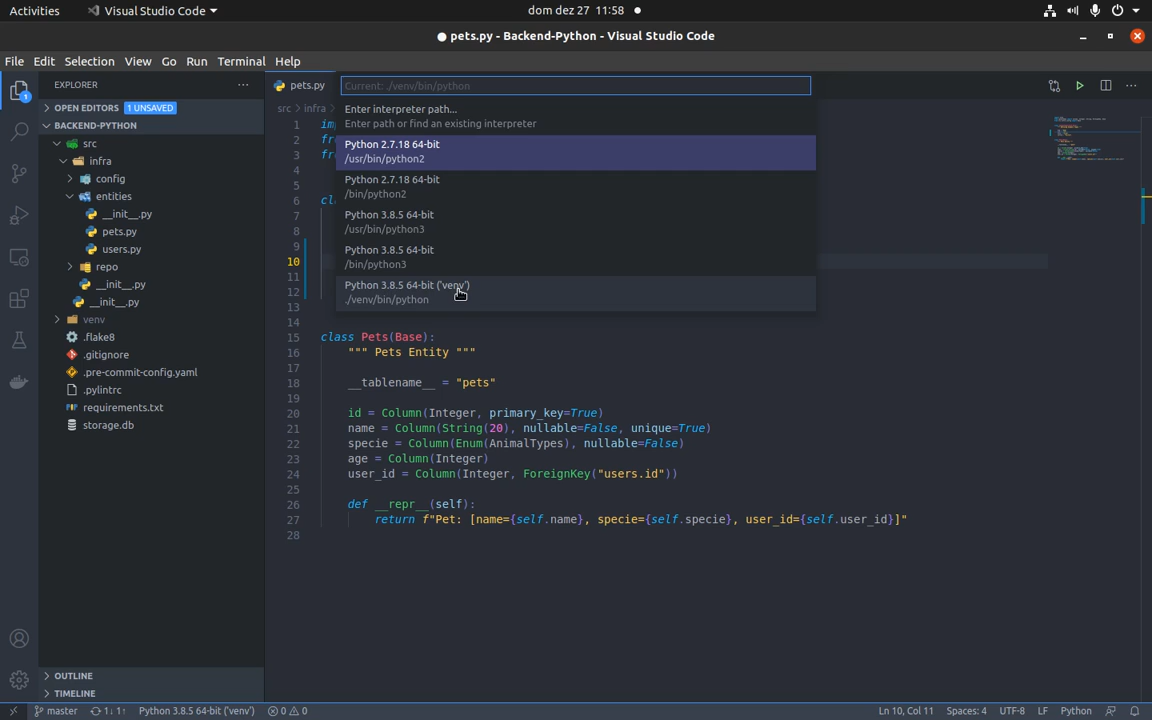 Activities
Visual Studio Code
dom dez 27 11:58
● pets.py - Backend-Python - Visual Studio Code
File Edit Selection View Go Run Terminal Help
EXPLORER
OPEN EDITORS 1 UNSAVED
BACKEND-PYTHON
src
infra
config
entities
__init__.py
pets.py
users.py
repo
__init__.py
__init__.py
venv
.flake8
.gitignore
.pre-commit-config.yaml
.pylintrc
requirements.txt
storage.db
OUTLINE
TIMELINE
1
pets.py
src > infra >
Current: ./venv/bin/python
Enter interpreter path...
Enter path or find an existing interpreter
Python 2.7.18 64-bit
/usr/bin/python2
Python 2.7.18 64-bit
/bin/python2
Python 3.8.5 64-bit
/usr/bin/python3
Python 3.8.5 64-bit
/bin/python3
Python 3.8.5 64-bit ('venv')
./venv/bin/python
1 im
2 fr
3 fr
4
5
6 cl
7
8
9
10
11
12
13
14
15 class Pets(Base):
16 """ Pets Entity """
17
18 __tablename__ = "pets"
19
20 id = Column(Integer, primary_key=True)
21 name = Column(String(20), nullable=False, unique=True)
22 specie = Column(Enum(AnimalTypes), nullable=False)
23 age = Column(Integer)
24 user_id = Column(Integer, ForeignKey("users.id"))
25
26 def __repr__(self):
27 return f"Pet: [name={self.name}, specie={self.specie}, user_id={self.user_id}]"
28
master 1↓ 1↑ Python 3.8.5 64-bit ('venv') 0 0 Ln 10, Col 11 Spaces: 4 UTF-8 LF Python